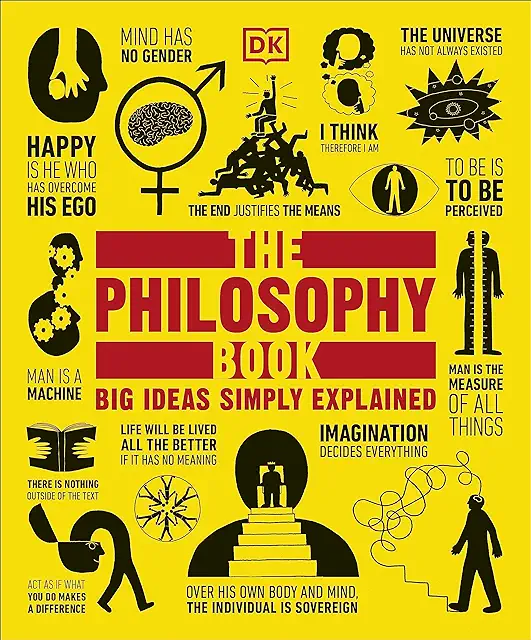 MIND HAS
NO GENDER
DK
THE UNIVERSE
HAS NOT ALWAYS EXISTED
HAPPY
IS HE WHO
HAS OVERCOME
HIS EGO
I THINK
THEREFORE I AM
THE END JUSTIFIES THE MEANS
TO BE IS
TO BE
PERCEIVED
THE
PHILOSOPHY
BOOK
BIG IDEAS SIMPLY EXPLAINED
MAN IS A
MACHINE
MAN IS THE
MEASURE
OF ALL
THINGS
LIFE WILL BE LIVED
ALL THE BETTER
IF IT HAS NO MEANING
IMAGINATION
DECIDES EVERYTHING
THERE IS NOTHING
OUTSIDE OF THE TEXT
ACT AS IF WHAT
YOU DO MAKES
A DIFFERENCE
OVER HIS OWN BODY AND MIND,
THE INDIVIDUAL IS SOVEREIGN